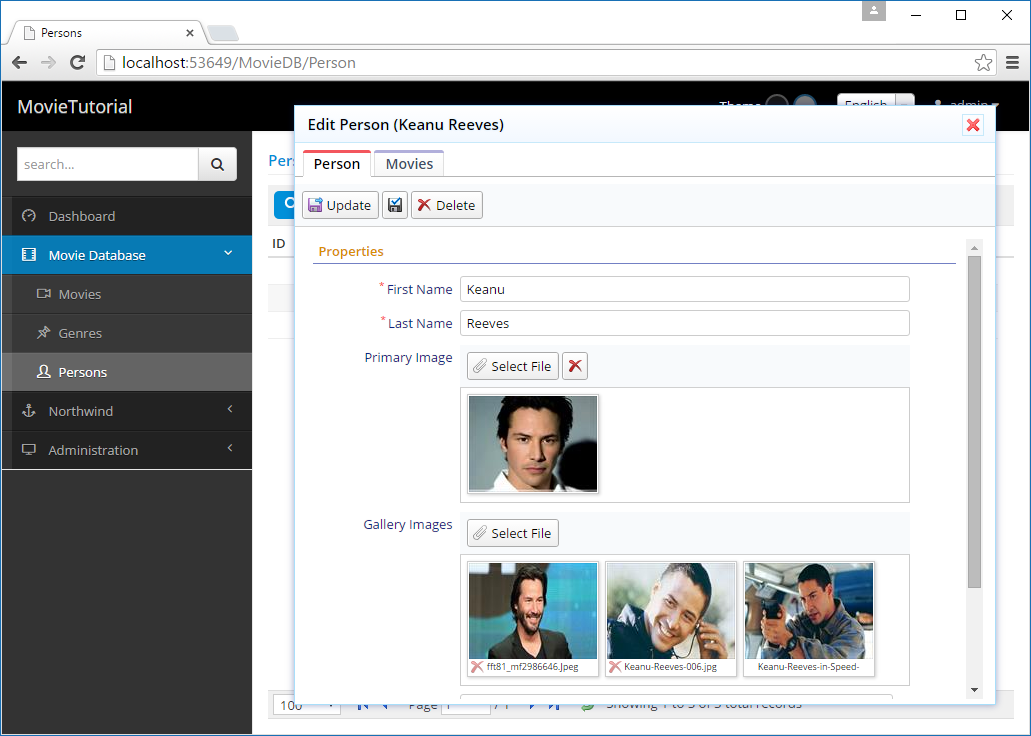 Persons
localhost:53649/MovieDB/Person
MovieTutorial
Theme English admin
search...
Dashboard
Movie Database
Movies
Genres
Persons
Northwind
Administration
ID
Edit Person (Keanu Reeves)
Person Movies
Update Delete
Properties
* First Name Keanu
* Last Name Reeves
Primary Image Select File
Gallery Images Select File
fft81_mf2986646.Jpeg Keanu-Reeves-006.jpg Keanu-Reeves-in-Speed-
100 Page 1 / 1 Showing 1 to 3 of 3 total records